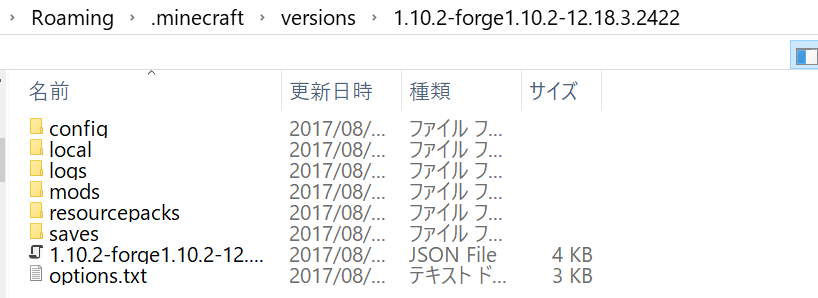 Roaming › .minecraft › versions › 1.10.2-forge1.10.2-12.18.3.2422
名前 更新日時 種類 サイズ
config 2017/08/... ファイル フ...
local 2017/08/... ファイル フ...
logs 2017/08/... ファイル フ...
mods 2017/08/... ファイル フ...
resourcepacks 2017/08/... ファイル フ...
saves 2017/08/... ファイル フ...
1.10.2-forge1.10.2-12.... 2017/08/... JSON File 4 KB
options.txt 2017/08/... テキスト ド... 3 KB